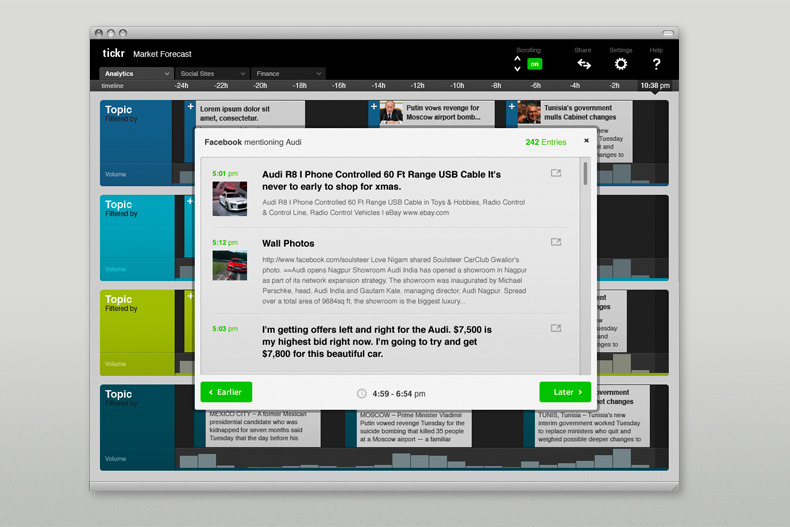 tickr Market Forecast
Scrolling
on
Share
Settings
Help
?
Analytics
Social Sites
Finance
timeline
-24h
-22h
-20h
-18h
-16h
-14h
-12h
-10h
-8h
-6h
-4h
-2h
10:38 pm
Topic
Filtered by
Volume
+
Lorem ipsum dolor sit
amet, consectetur.
+
Putin vows revenge for
Moscow airport bomb...
+
Tunisia's government
mulls Cabinet changes
new
Tuesday
it and
changes to
Facebook mentioning Audi
242 Entries
×
5:01 pm
Audi R8 I Phone Controlled 60 Ft Range USB Cable It's
never to early to shop for xmas.
Audi R8 I Phone Controlled 60 Ft Range USB Cable in Toys & Hobbies, Radio Control
& Control Line, Radio Control Vehicles I eBay www.ebay.com
5:12 pm
Wall Photos
http://www.facebook.com/soulsteer Love Nigam shared Soulsteer CarClub Gwalior's
photo. ==Audi opens Nagpur Showroom Audi India has opened a showroom in Nagpur
as part of its network expansion strategy. The showroom was inaugurated by Michael
Perschke, head, Audi India and Gautam Kale, managing director, Audi Nagpur. Spread
over a total area of 9684sq ft, the showroom is the biggest luxury...
5:03 pm
I'm getting offers left and right for the Audi. $7,500 is
my highest bid right now. I'm going to try and get
$7,800 for this beautiful car.
‹ Earlier
4:59 - 6:54 pm
Later ›
Topic
Filtered by
Volume
+
Topic
Filtered by
Volume
+
nt
nges
w
uesday
and
changes to
Topic
Filtered by
Volume
MEXICO CITY – A former Mexican
presidential candidate who was
kidnapped for seven months said
Tuesday that the day before his
MOSCOW – Prime Minister Vladimir
Putin vowed revenge Tuesday for the
suicide bombing that killed 35 people
at a Moscow airport — a familiar
vernment
et changes
TUNIS, Tunisia – Tunisia's new
interim government worked Tuesday
to replace ministers who quit and
weighed possible deeper changes to